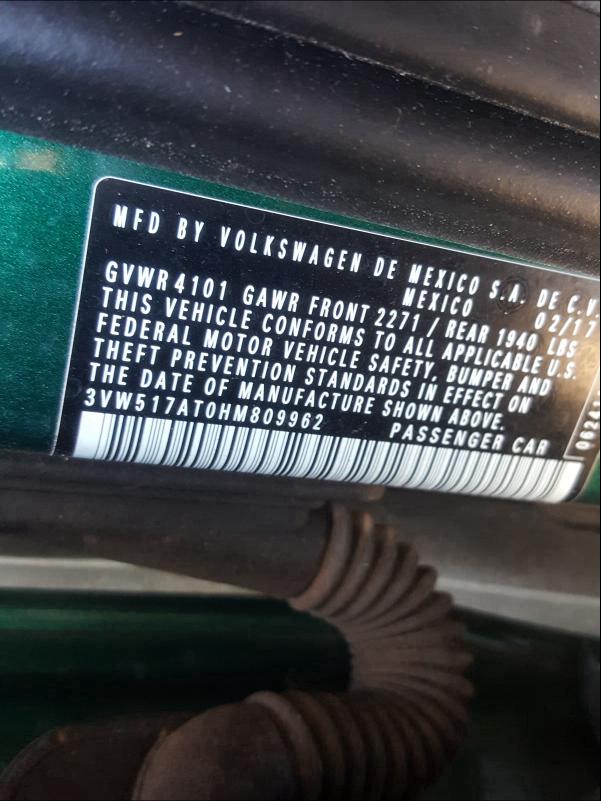 MFD BY VOLKSWAGEN DE MEXICO S.A. DE C.V.
MEXICO 02/17
GVWR 4101 GAWR FRONT 2271 / REAR 1940 LBS
THIS VEHICLE CONFORMS TO ALL APPLICABLE U.S.
FEDERAL MOTOR VEHICLE SAFETY, BUMPER AND
THEFT PREVENTION STANDARDS IN EFFECT ON
THE DATE OF MANUFACTURE SHOWN ABOVE.
3VW517AT0HM809962 PASSENGER CAR